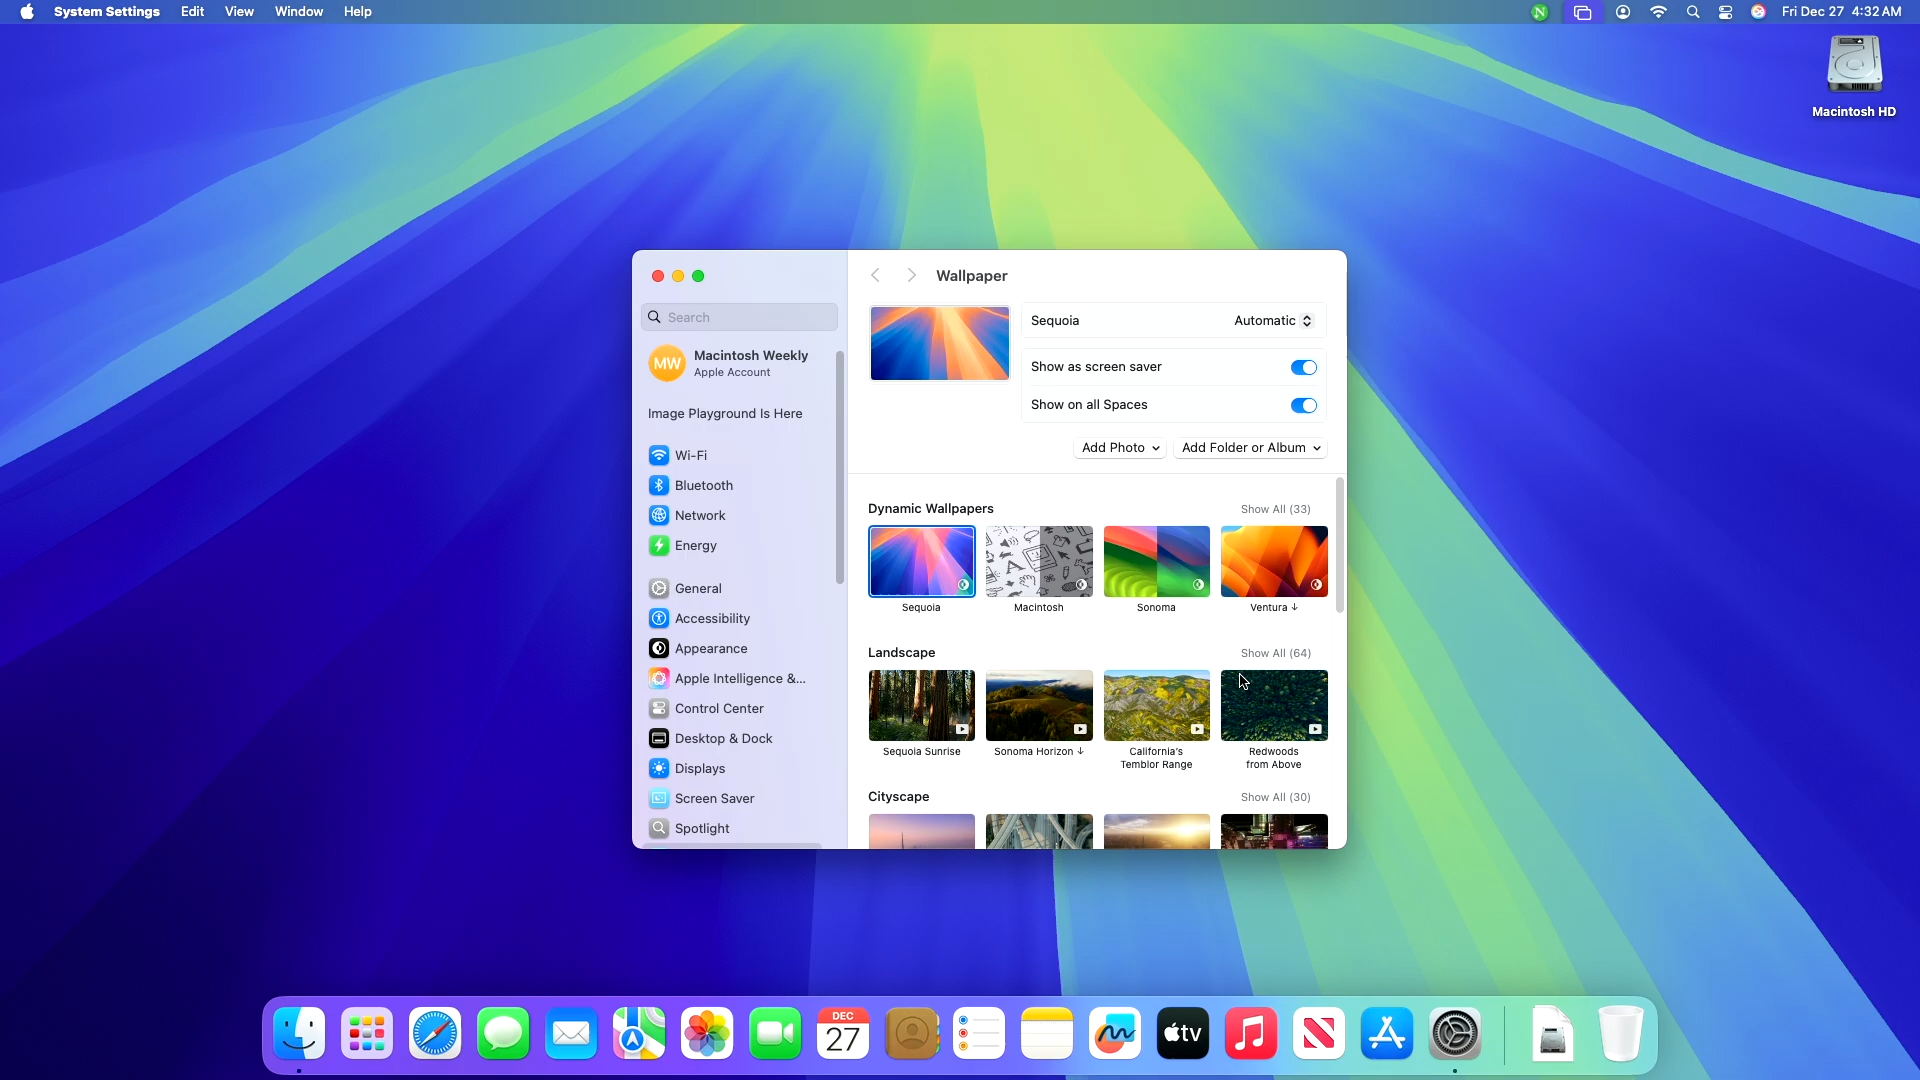 System Settings Edit View Window Help
Fri Dec 27 4:32 AM
Macintosh HD
Search
MW
Macintosh Weekly
Apple Account
Image Playground Is Here
Wi-Fi
Bluetooth
Network
Energy
General
Accessibility
Appearance
Apple Intelligence &...
Control Center
Desktop & Dock
Displays
Screen Saver
Spotlight
Wallpaper
Sequoia Automatic
Show as screen saver
Show on all Spaces
Add Photo Add Folder or Album
Dynamic Wallpapers Show All (33)
Sequoia Macintosh Sonoma Ventura
Landscape Show All (64)
Sequoia Sunrise Sonoma Horizon California's Redwoods
Temblor Range from Above
Cityscape Show All (30)
DEC
27
tv